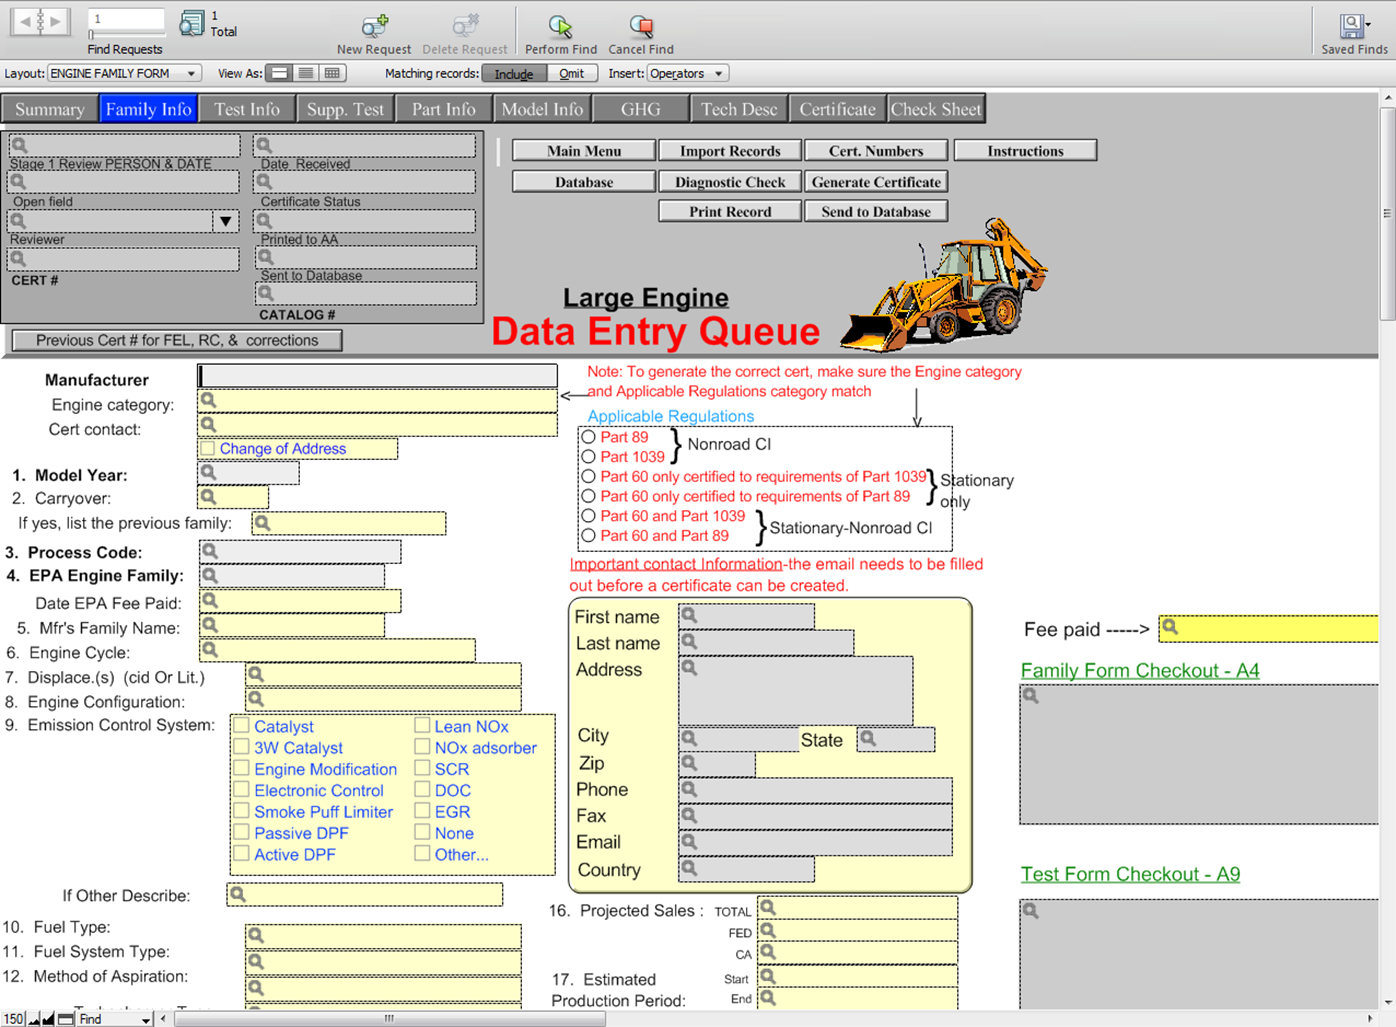 1
1
Total
Find Requests
New Request
Delete Request
Perform Find
Cancel Find
Saved Finds
Layout: ENGINE FAMILY FORM
View As:
Matching records: Include Omit
Insert: Operators
Summary
Family Info
Test Info
Supp. Test
Part Info
Model Info
GHG
Tech Desc
Certificate
Check Sheet
Stage 1 Review PERSON & DATE
Date Received
Open field
Certificate Status
Reviewer
Printed to AA
Sent to Database
CERT #
CATALOG #
Previous Cert # for FEL, RC, & corrections
Main Menu
Import Records
Cert. Numbers
Instructions
Database
Diagnostic Check
Generate Certificate
Print Record
Send to Database
Large Engine
Data Entry Queue
Manufacturer
Engine category:
Cert contact:
Change of Address
1. Model Year:
2. Carryover:
If yes, list the previous family:
3. Process Code:
4. EPA Engine Family:
Date EPA Fee Paid:
5. Mfr's Family Name:
6. Engine Cycle:
7. Displace.(s) (cid Or Lit.)
8. Engine Configuration:
9. Emission Control System:
Catalyst
Lean NOx
3W Catalyst
NOx adsorber
Engine Modification
SCR
Electronic Control
DOC
Smoke Puff Limiter
EGR
Passive DPF
None
Active DPF
Other...
If Other Describe:
10. Fuel Type:
11. Fuel System Type:
12. Method of Aspiration:
Note: To generate the correct cert, make sure the Engine category
and Applicable Regulations category match
Applicable Regulations
Part 89
Part 1039
} Nonroad CI
Part 60 only certified to requirements of Part 1039
Part 60 only certified to requirements of Part 89
} Stationary
only
Part 60 and Part 1039
Part 60 and Part 89
} Stationary-Nonroad CI
Important contact Information-the email needs to be filled
out before a certificate can be created.
First name
Last name
Address
City
State
Zip
Phone
Fax
Email
Country
16. Projected Sales : TOTAL
FED
CA
17. Estimated
Production Period:
Start
End
Fee paid ----->
Family Form Checkout - A4
Test Form Checkout - A9
150
Find